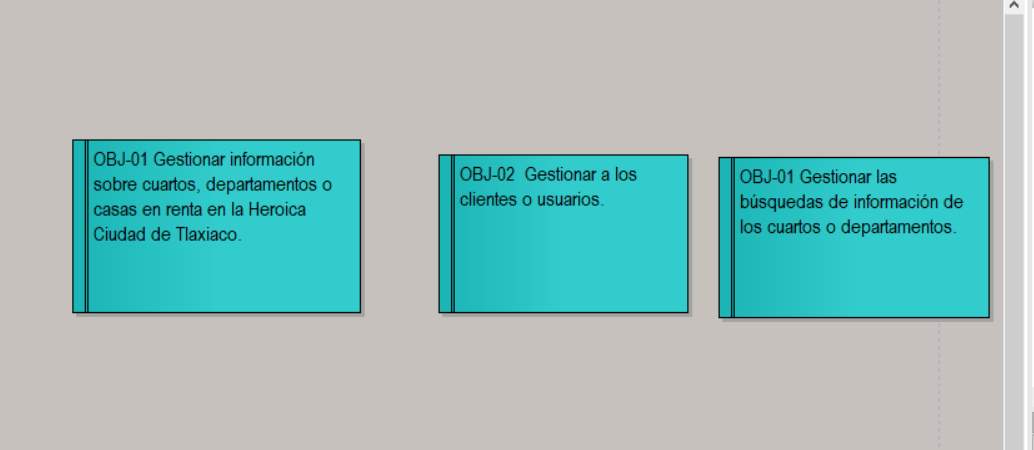 OBJ-01 Gestionar información
sobre cuartos, departamentos o
casas en renta en la Heroica
Ciudad de Tlaxiaco.
OBJ-02  Gestionar a los
clientes o usuarios.
OBJ-01 Gestionar las
búsquedas de información de
los cuartos o departamentos.